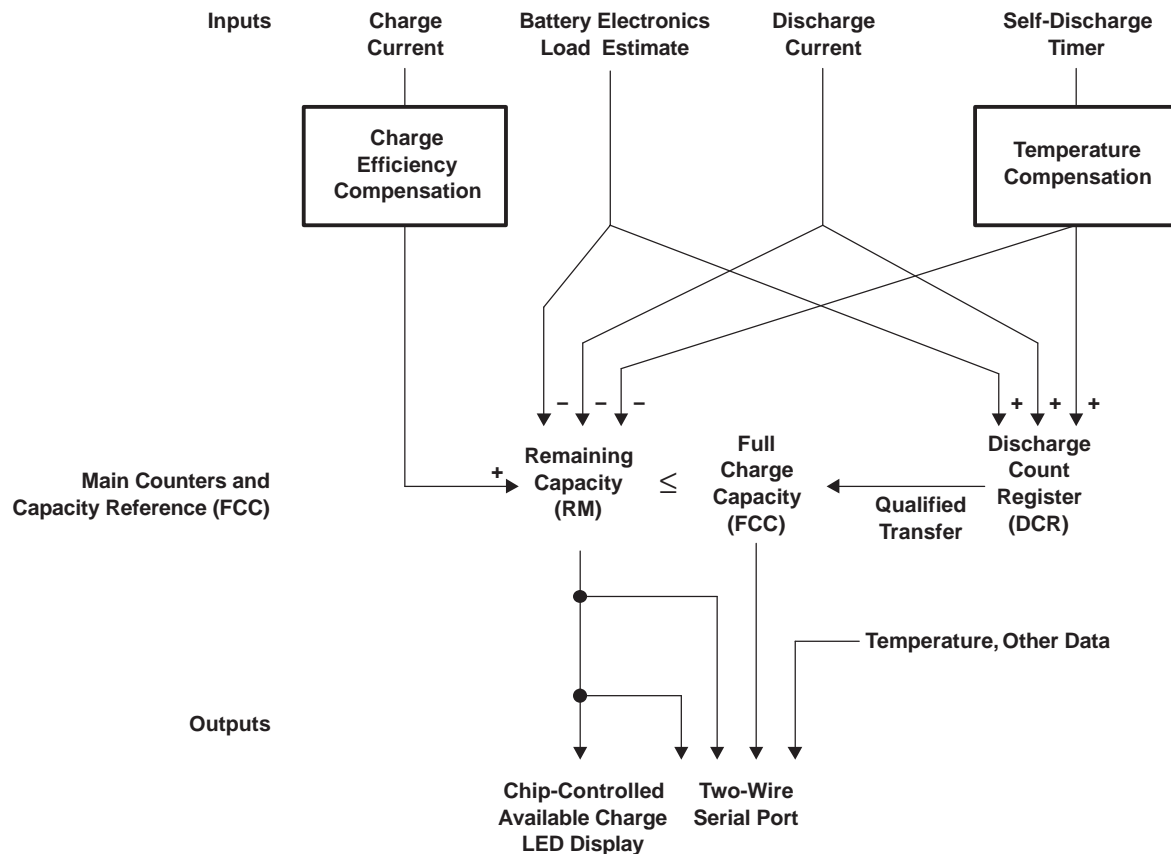 Inputs
Charge
Current
Battery Electronics
Load Estimate
Discharge
Current
Self-Discharge
Timer
Charge
Efficiency
Compensation
Temperature
Compensation
– – –
+ + +
Main Counters and
Capacity Reference (FCC)
+
Remaining
Capacity
(RM)
≤
Full
Charge
Capacity
(FCC)
Qualified
Transfer
Discharge
Count
Register
(DCR)
Temperature, Other Data
Outputs
Chip-Controlled
Available Charge
LED Display
Two-Wire
Serial Port